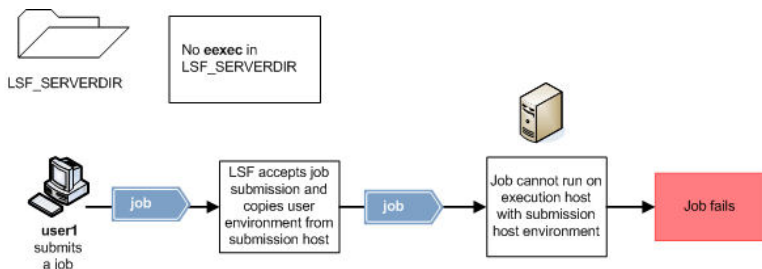 LSF_SERVERDIR
No eexec in
LSF_SERVERDIR
user1
submits
a job
job
LSF accepts job
submission and
copies user
environment from
submission host
job
Job cannot run on
execution host
with submission
host environment
Job fails